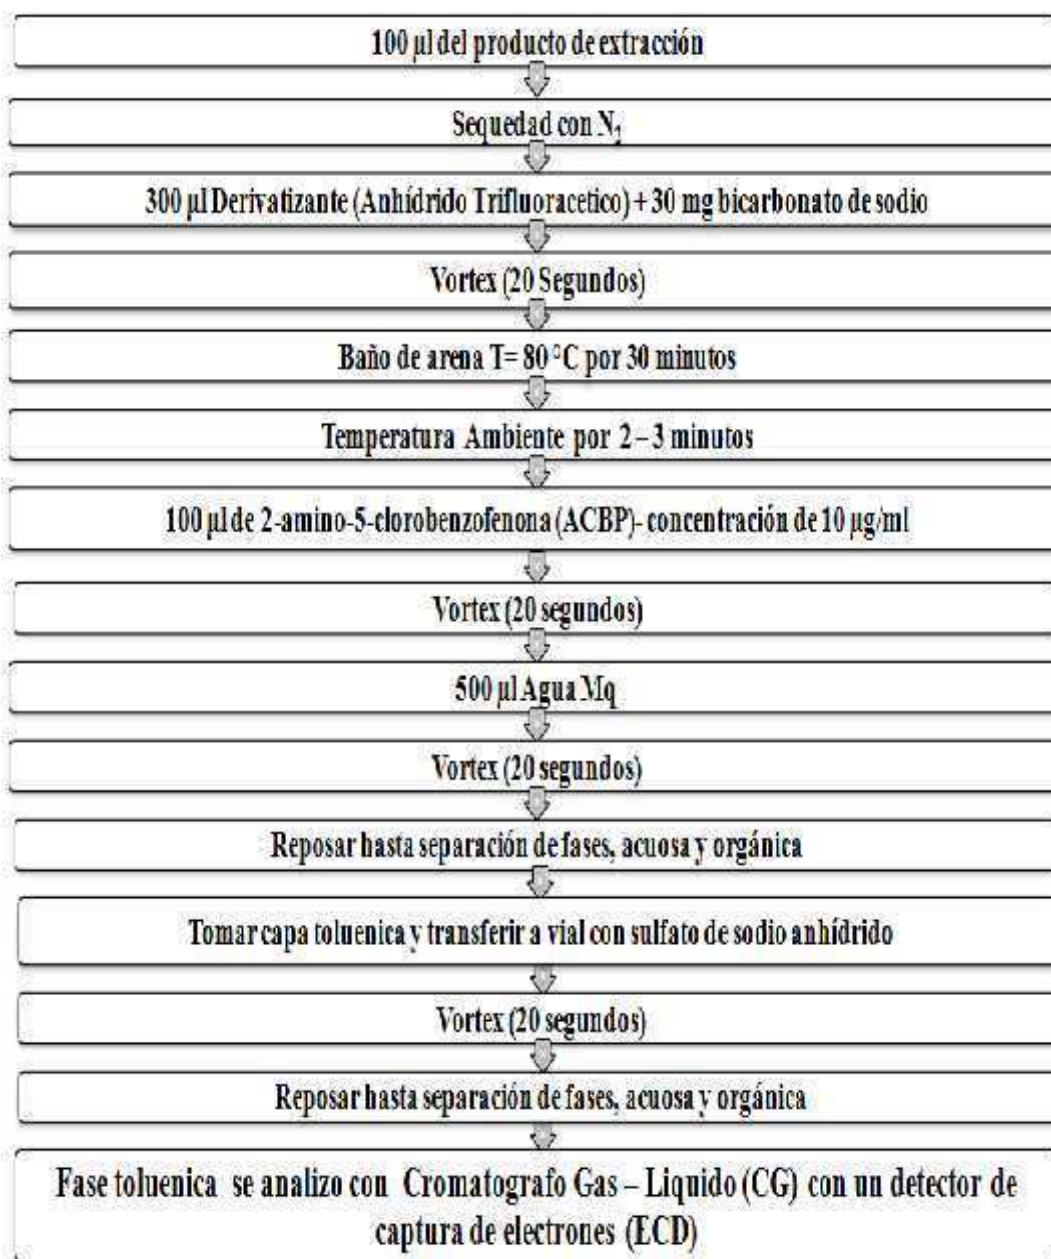 100 µl del producto de extracción
Sequedad con N₂
300 µl Derivatizante (Anhídrido Trifluoracetico) + 30 mg bicarbonato de sodio
Vortex (20 Segundos)
Baño de arena T= 80 °C por 30 minutos
Temperatura Ambiente por 2 – 3 minutos
100 µl de 2-amino-5-clorobenzofenona (ACBP)- concentración de 10 µg/ml
Vortex (20 segundos)
500 µl Agua Mq
Vortex (20 segundos)
Reposar hasta separación de fases, acuosa y orgánica
Tomar capa toluenica y transferir a vial con sulfato de sodio anhídrido
Vortex (20 segundos)
Reposar hasta separación de fases, acuosa y orgánica
Fase toluenica se analizo con Cromatografo Gas – Liquido (CG) con un detector de
captura de electrones (ECD)